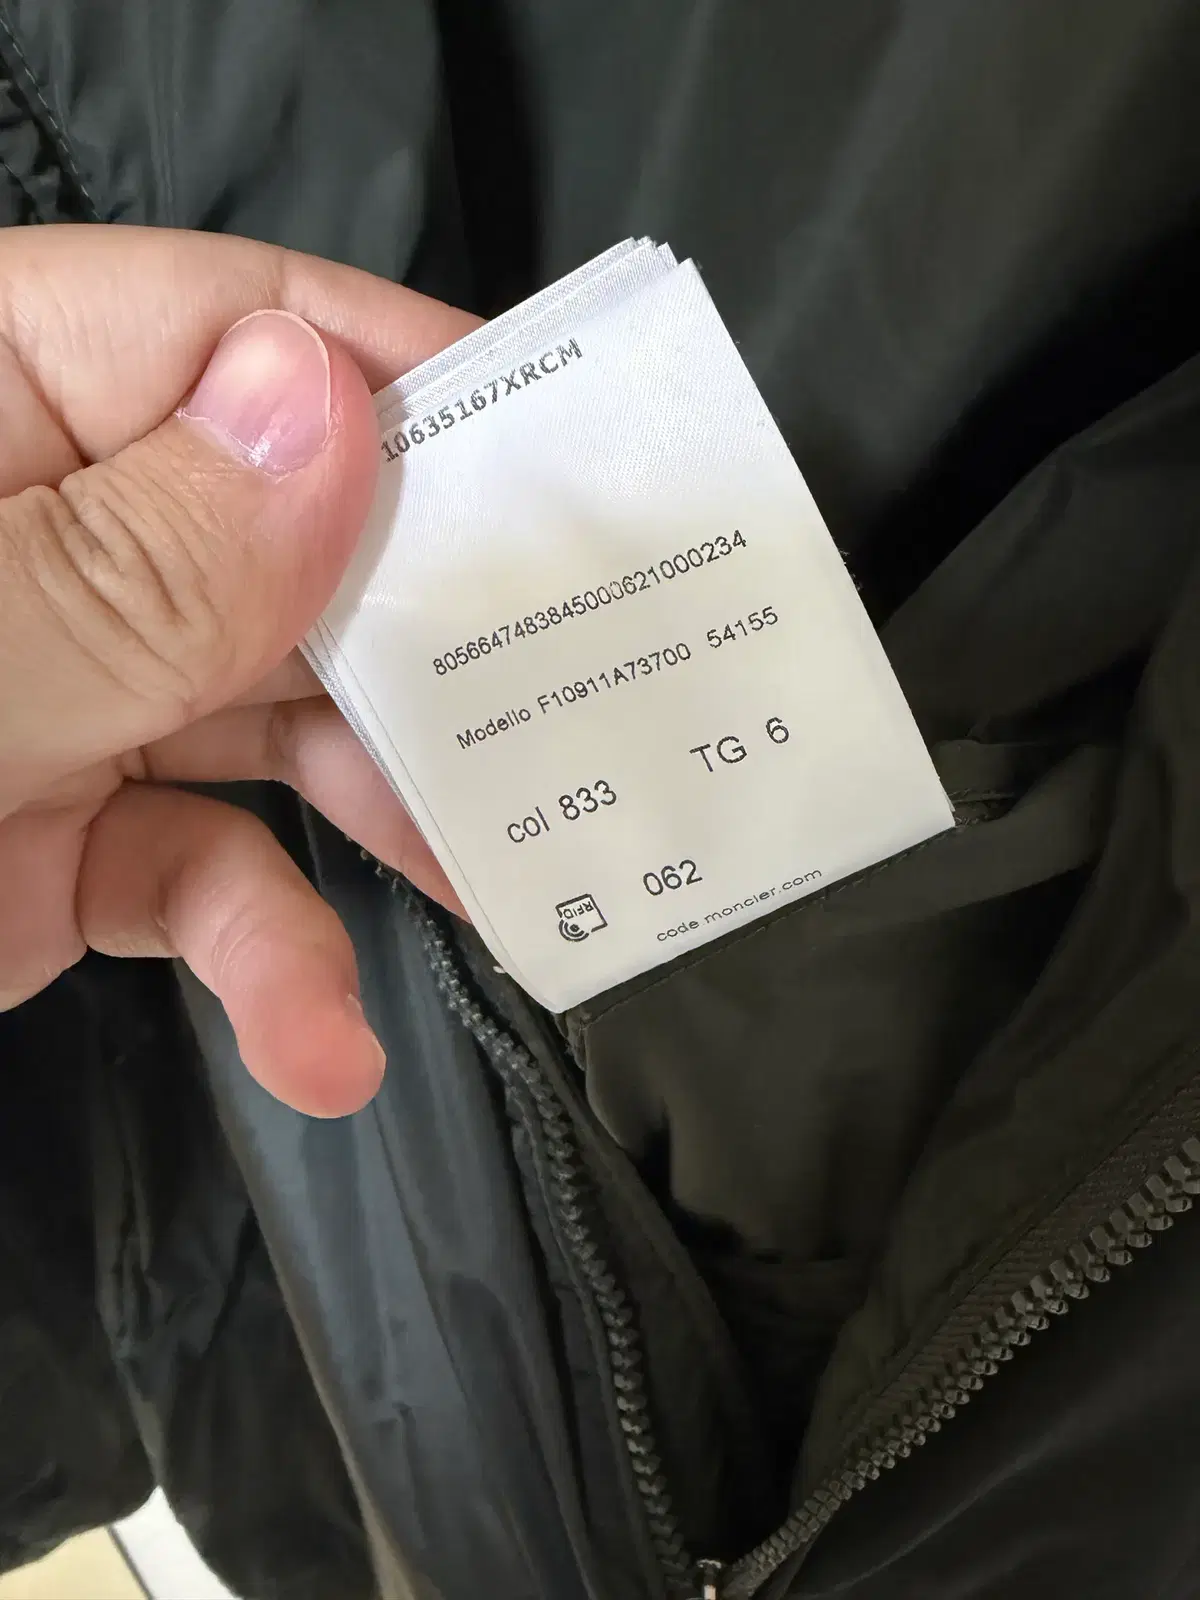 10635167XRCM
8056647483845000621000234
Modello F10911A73700 54155
col 833 TG 6
RFID 062
code.moncler.com